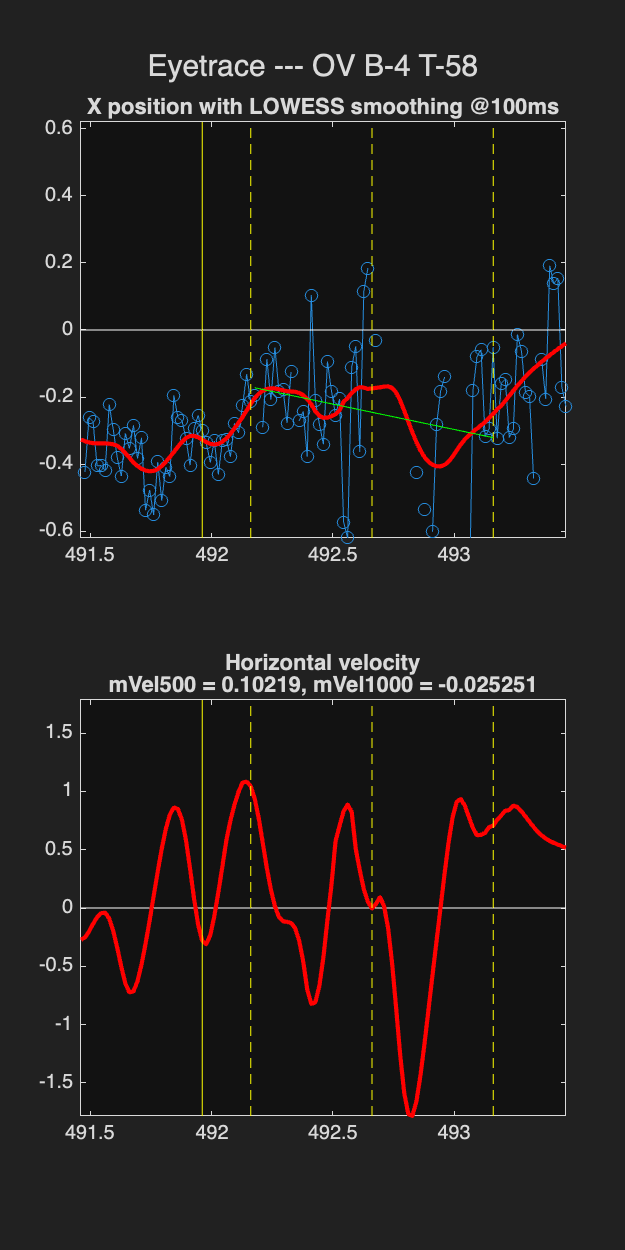 Eyetrace --- OV B-4 T-58
X position with LOWESS smoothing @100ms
0.6
0.4
0.2
0
-0.2
-0.4
-0.6
491.5 492 492.5 493
Horizontal velocity
mVel500 = 0.10219, mVel1000 = -0.025251
1.5
1
0.5
0
-0.5
-1
-1.5
491.5 492 492.5 493